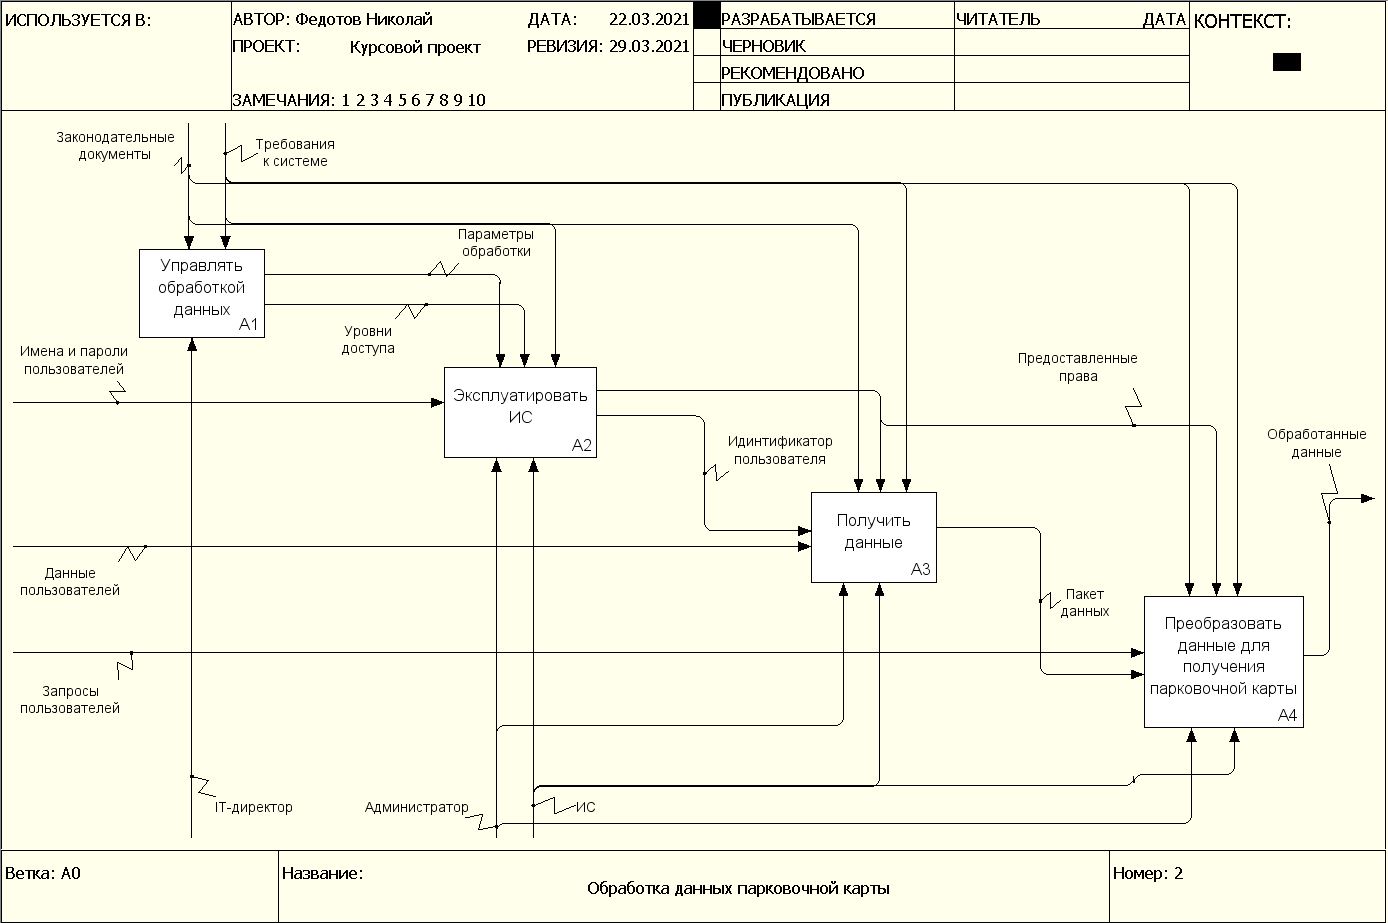 ИСПОЛЬЗУЕТСЯ В:
АВТОР: Федотов Николай
ДАТА: 22.03.2021
ПРОЕКТ: Курсовой проект
РЕВИЗИЯ: 29.03.2021
ЗАМЕЧАНИЯ: 1 2 3 4 5 6 7 8 9 10
РАЗРАБАТЫВАЕТСЯ
ЧЕРНОВИК
РЕКОМЕНДОВАНО
ПУБЛИКАЦИЯ
ЧИТАТЕЛЬ ДАТА
КОНТЕКСТ:
Законодательные
документы
Требования
к системе
Управлять
обработкой
данных
A1
Параметры
обработки
Уровни
доступа
Имена и пароли
пользователей
Эксплуатировать
ИС
A2
Предоставленные
права
Идинтификатор
пользователя
Обработанные
данные
Получить
данные
A3
Данные
пользователей
Пакет
данных
Преобразовать
данные для
получения
парковочной карты
A4
Запросы
пользователей
IT-директор
Администратор
ИС
Ветка: A0
Название:
Обработка данных парковочной карты
Номер: 2